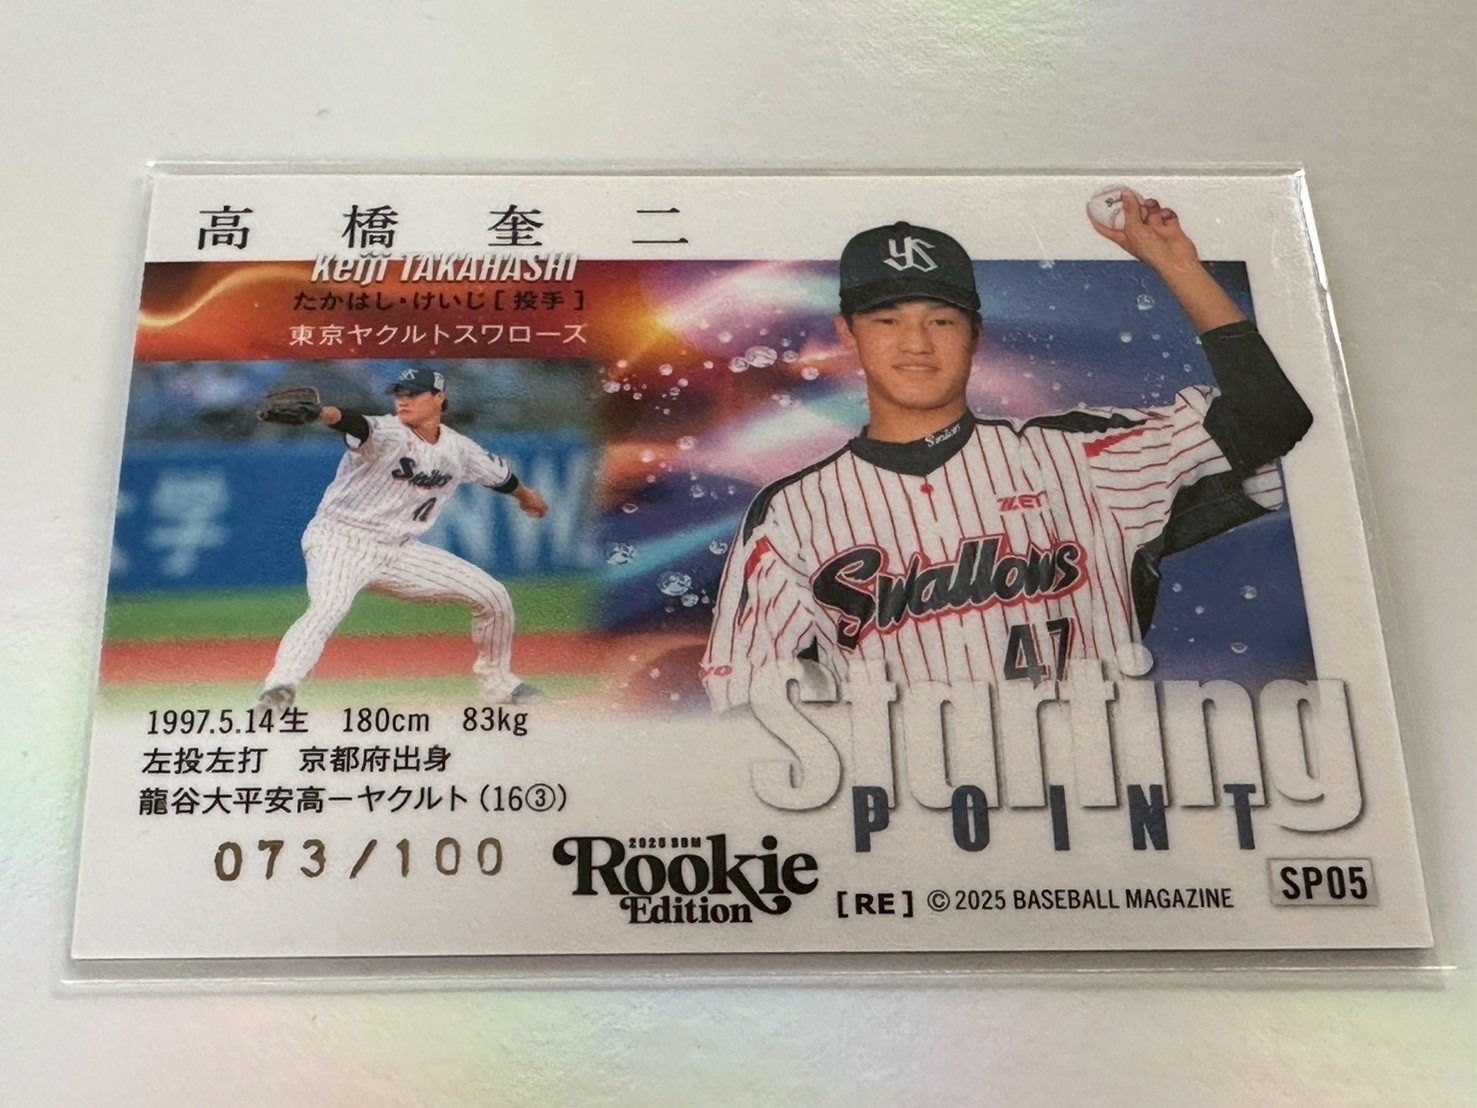 高橋奎二
Keiji TAKAHASHI
たかはし・けいじ[投手]
東京ヤクルトスワローズ
YS
Swallows
ZET
Swallows
47
Starting
POINT
1997.5.14生 180cm 83kg
左投左打 京都府出身
龍谷大平安高ーヤクルト(16③)
073/100
2025 BBM
Rookie
Edition
[RE] ©2025 BASEBALL MAGAZINE
SP05